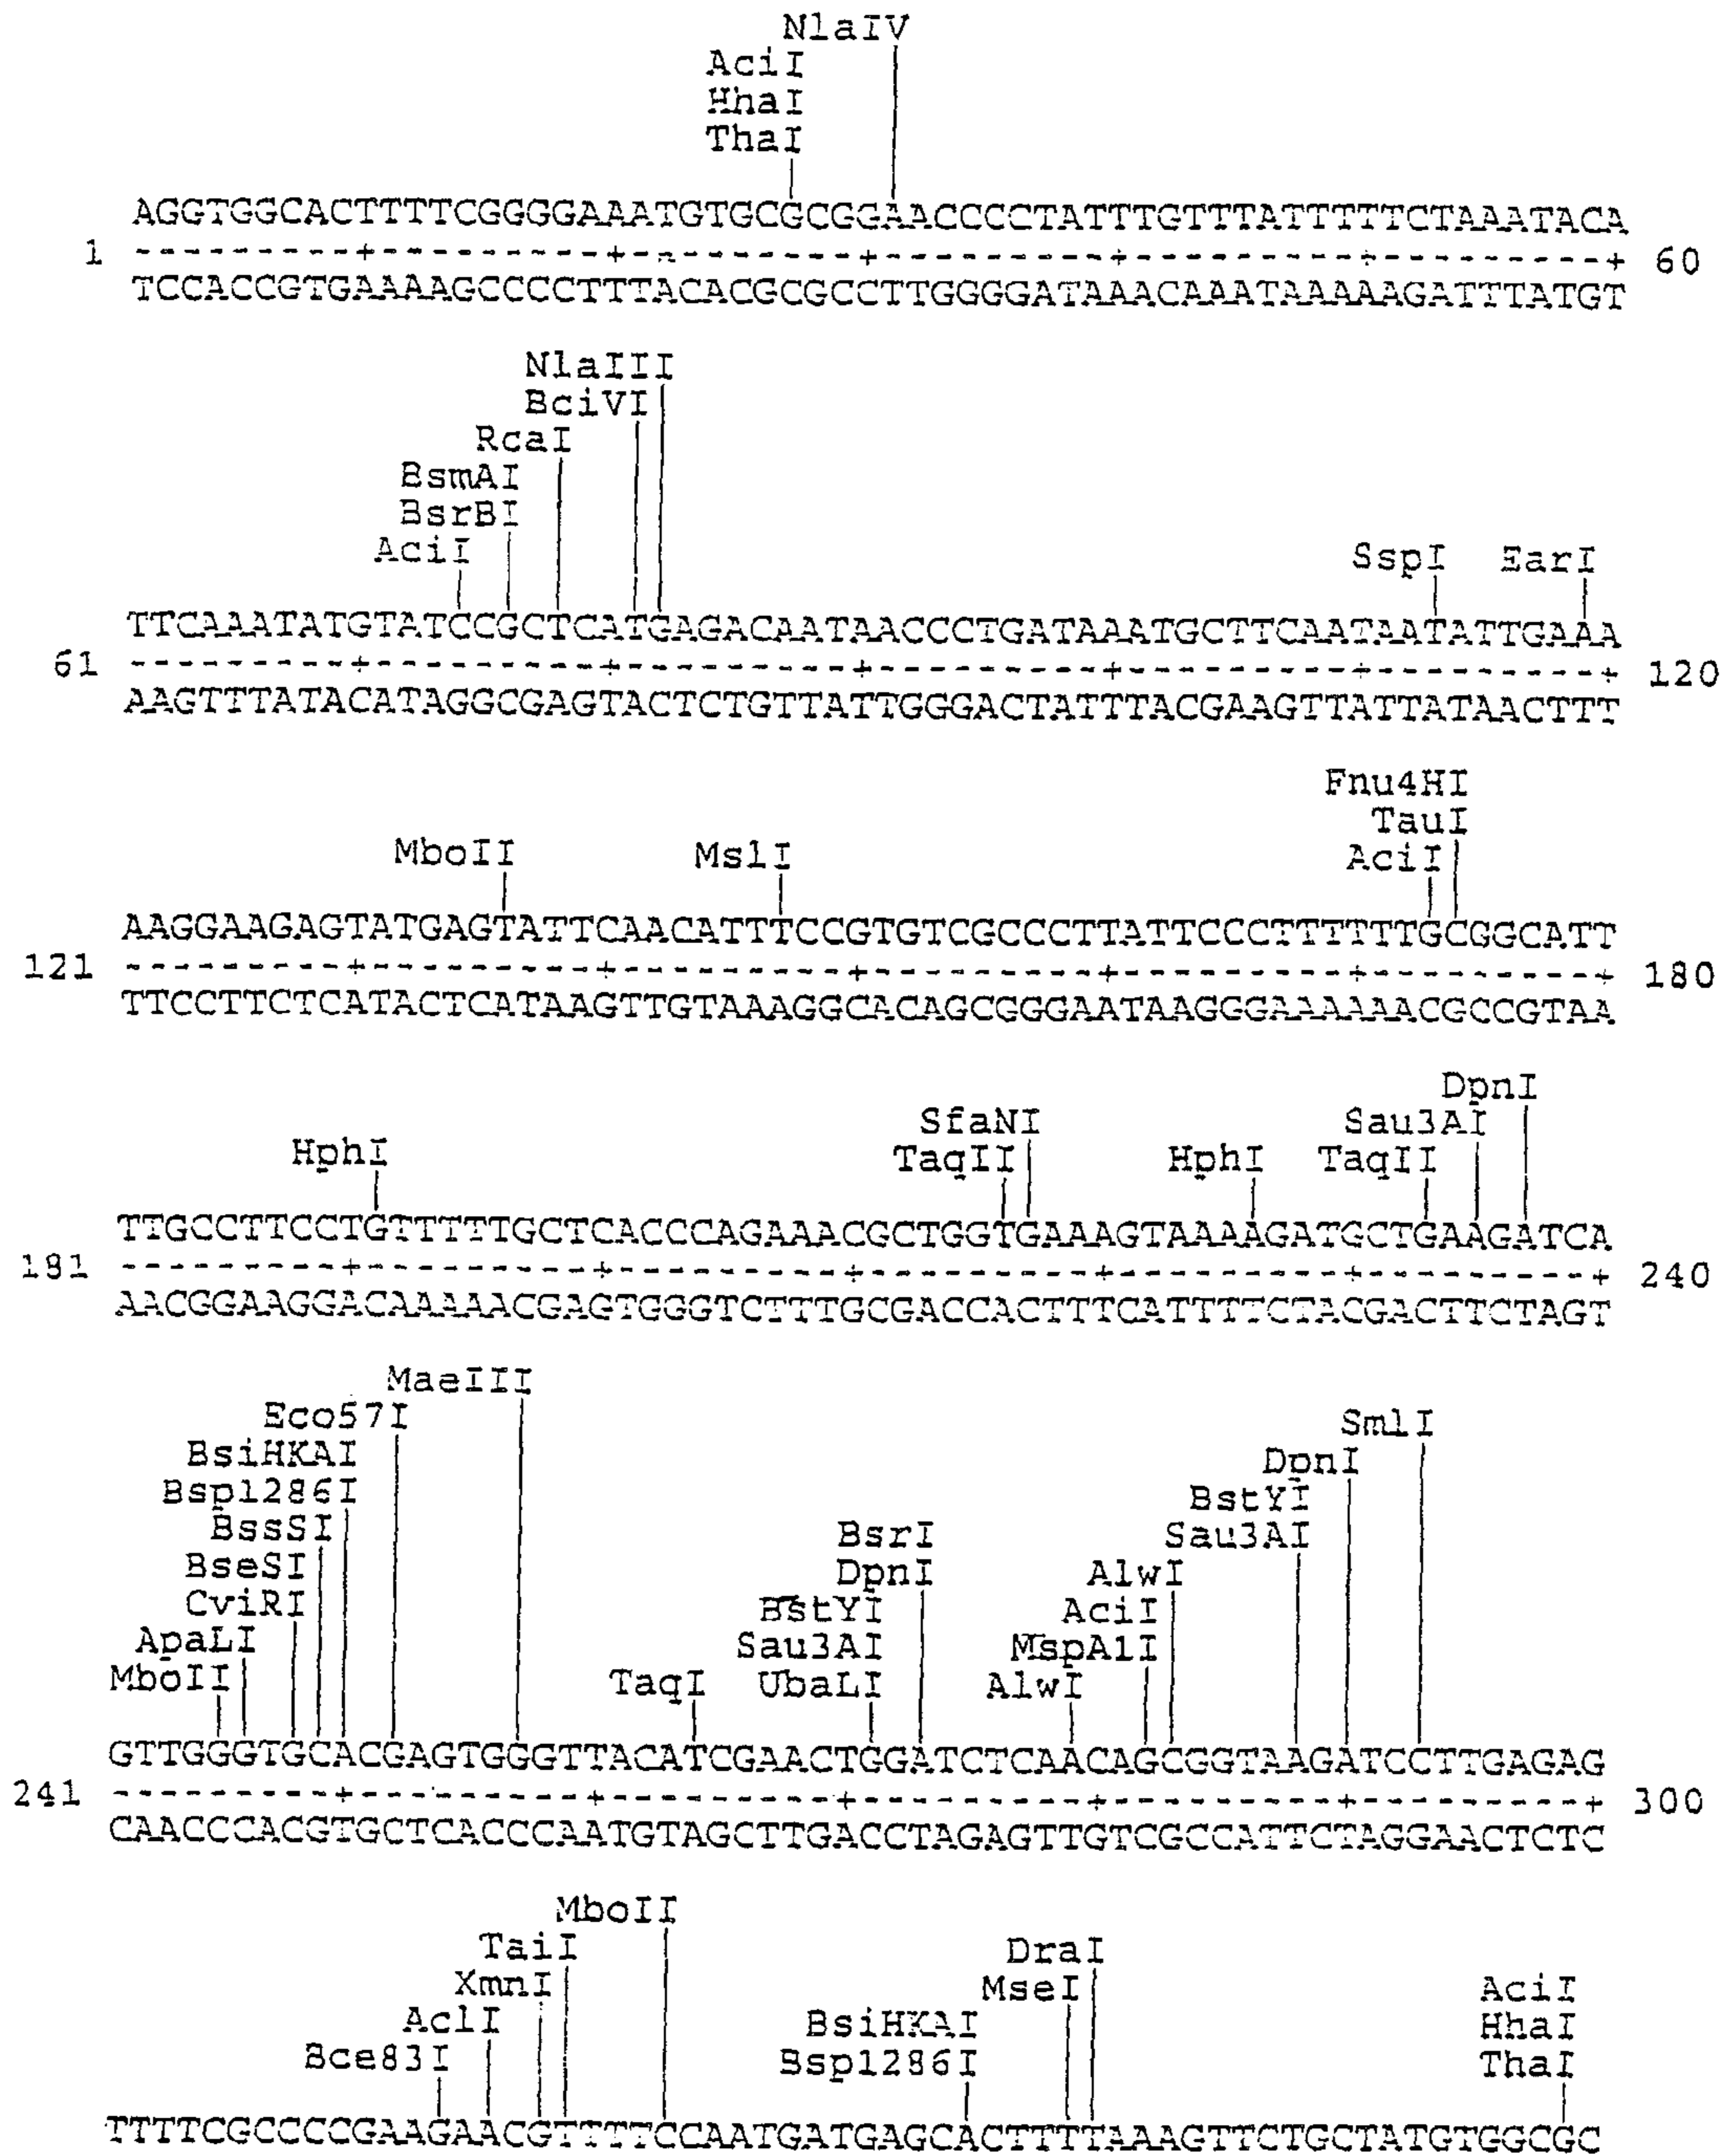 NlaIV
AciI
HhaI
ThaI
AGGTGGCACTTTTCGGGGAAATGTGCGCGGAACCCCTATTTGTTTATTTTTCTAAATACA
1 ---------+---------+---------+---------+---------+---------+ 60
TCCACCGTGAAAAGCCCCTTTACACGCGCCTTGGGGATAAACAAATAAAAAGATTTATGT
NlaIII
BciVI
RcaI
BsmAI
BsrBI
AciI SspI EarI
TTCAAATATGTATCCGCTCATGAGACAATAACCCTGATAAATGCTTCAATAATATTGAAA
61 ---------+---------+---------+---------+---------+---------+ 120
AAGTTTATACATAGGCGAGTACTCTGTTATTGGGACTATTTACGAAGTTATTATAACTTT
Fnu4HI
TauI
MboII MslI AciI
AAGGAAGAGTATGAGTATTCAACATTTCCGTGTCGCCCTTATTCCCTTTTTTGCGGCATT
121 ---------+---------+---------+---------+---------+---------+ 180
TTCCTTCTCATACTCATAAGTTGTAAAGGCACAGCGGGAATAAGGGAAAAAACGCCGTAA
DpnI
SfaNI Sau3AI
HphI TaqII HphI TaqII
TTGCCTTCCTGTTTTTGCTCACCCAGAAACGCTGGTGAAAGTAAAAGATGCTGAAGATCA
181 ---------+---------+---------+---------+---------+---------+ 240
AACGGAAGGACAAAAACGAGTGGGTCTTTGCGACCACTTTCATTTTCTACGACTTCTAGT
MaeIII
Eco57I SmlI
BsiHKAI DpnI
Bsp1286I BstYI
BssSI BsrI Sau3AI
BseSI DpnI AlwI
CviRI BstYI AciI
ApaLI Sau3AI MspA1I
MboII TaqI UbaLI AlwI
GTTGGGTGCACGAGTGGGTTACATCGAACTGGATCTCAACAGCGGTAAGATCCTTGAGAG
241 ---------+---------+---------+---------+---------+---------+ 300
CAACCCACGTGCTCACCCAATGTAGCTTGACCTAGAGTTGTCGCCATTCTAGGAACTCTC
MboII
TaiI DraI
XmnI MseI AciI
AclI BsiHKAI HhaI
Bce83I Bsp1286I ThaI
TTTTCGCCCCGAAGAACGTTTTCCAATGATGAGCACTTTTAAAGTTCTGCTATGTGGCGC